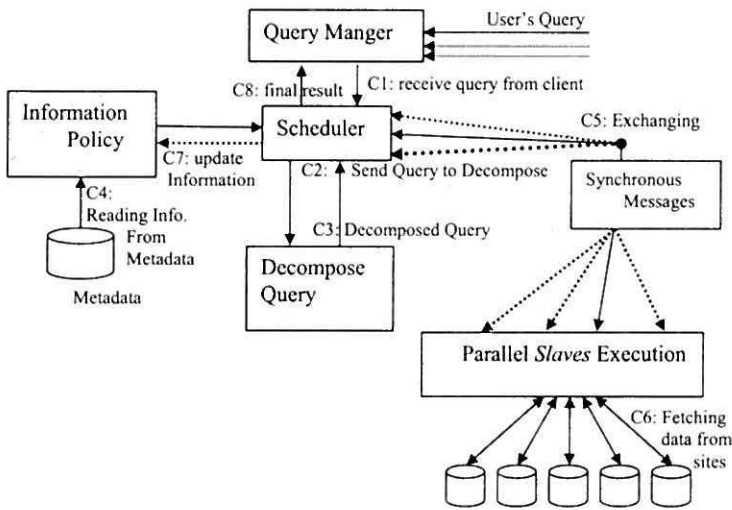 User's Query
Query Manger
C8: final result
C1: receive query from client
Information
Policy
Scheduler
C5: Exchanging
C7: update
Information
C2: Send Query to Decompose
Synchronous
Messages
C4:
Reading Info.
From
Metadata
C3: Decomposed Query
Metadata
Decompose
Query
Parallel Slaves Execution
C6: Fetching
data from
sites